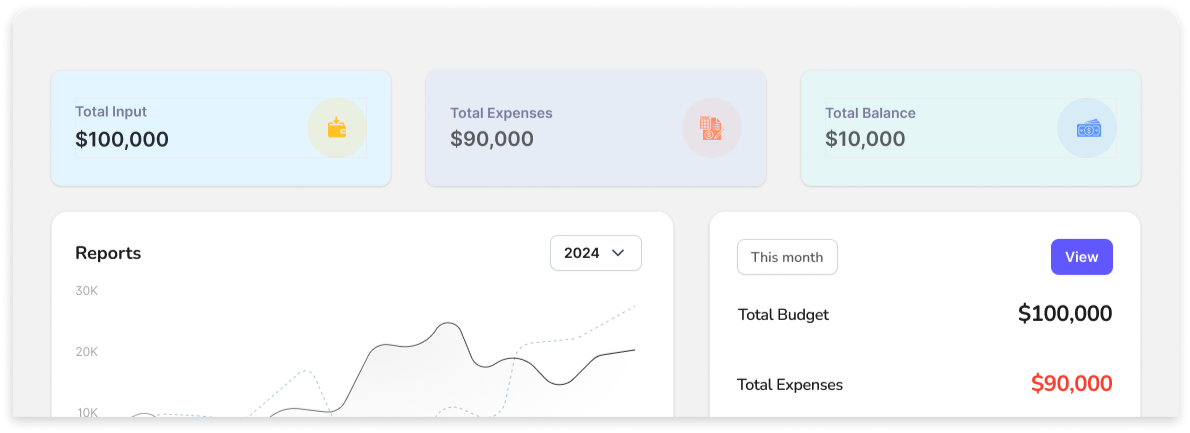 Total Input
$100,000
Total Expenses
$90,000
Total Balance
$10,000
Reports
2024
30K
20K
10K
This month
View
Total Budget
$100,000
Total Expenses
$90,000